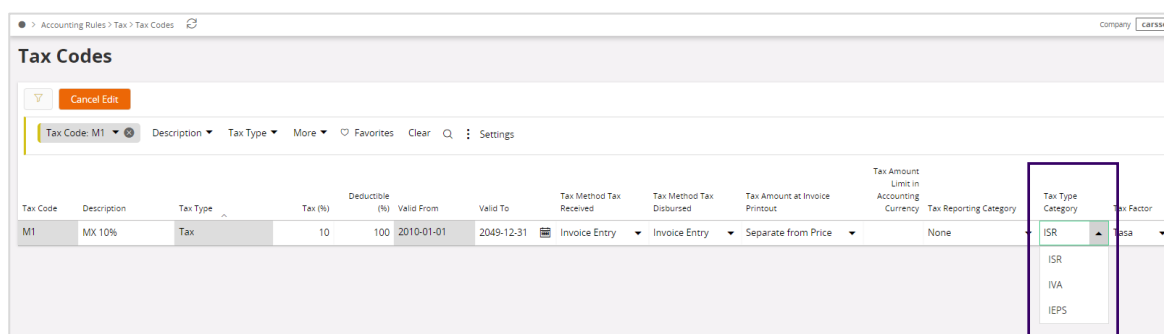 Accounting Rules > Tax > Tax Codes
Company
Tax Codes
Cancel Edit
Tax Code: M1 Description Tax Type More Favorites Clear Settings
Tax Code Description Tax Type Tax (%) Deductible (%) Valid From Valid To Tax Method Tax Received Tax Method Tax Disbursed Tax Amount at Invoice Printout Tax Amount Limit in Accounting Currency Tax Reporting Category Tax Type Category Tax Factor
M1 MX 10% Tax 10 100 2010-01-01 2049-12-31 Invoice Entry Invoice Entry Separate from Price None ISR Tasa
ISR
IVA
IEPS